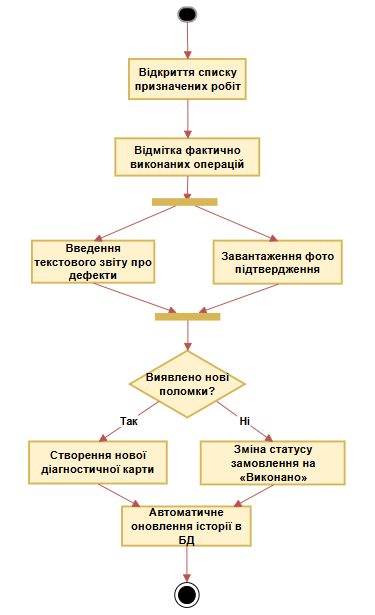 Відкриття списку
призначених робіт
Відмітка фактично
виконаних операцій
Введення
текстового звіту про
дефекти
Завантаження фото
підтвердження
Виявлено нові
поломки?
Так
Ні
Створення нової
діагностичної карти
Зміна статусу
замовлення на
«Виконано»
Автоматичне
оновлення історії в
БД